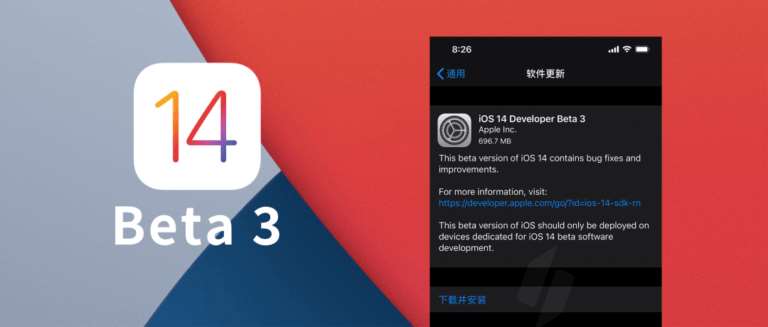 14
Beta 3
8:26
通用
软件更新
iOS 14 Developer Beta 3
Apple Inc.
696.7 MB
This beta version of iOS 14 contains bug fixes and
improvements.
For more information, visit:
https://developer.apple.com/go/?id=ios-14-sdk-rn
This beta version of iOS should only be deployed on
devices dedicated for iOS 14 beta software
development.
下载并安装